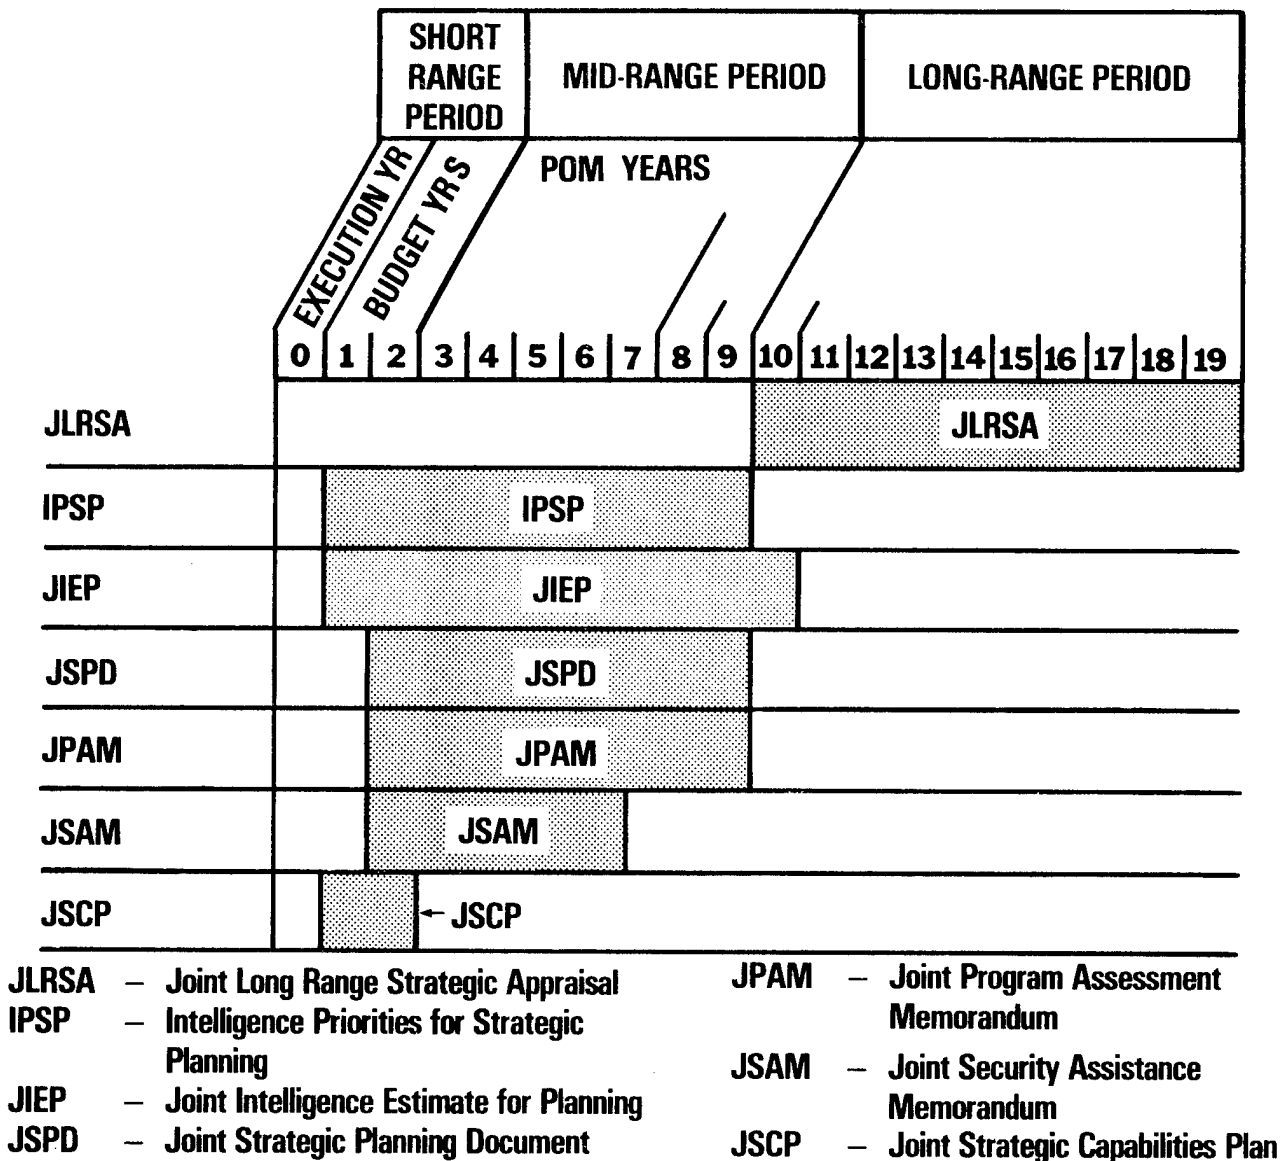 SHORT
RANGE
PERIOD
MID-RANGE PERIOD
LONG-RANGE PERIOD
EXECUTION YR
BUDGET YRS
POM YEARS
0 1 2 3 4 5 6 7 8 9 10 11 12 13 14 15 16 17 18 19
JLRSA JLRSA
IPSP IPSP
JIEP JIEP
JSPD JSPD
JPAM JPAM
JSAM JSAM
JSCP ← JSCP
JLRSA – Joint Long Range Strategic Appraisal
IPSP – Intelligence Priorities for Strategic
Planning
JIEP – Joint Intelligence Estimate for Planning
JSPD – Joint Strategic Planning Document
JPAM – Joint Program Assessment
Memorandum
JSAM – Joint Security Assistance
Memorandum
JSCP – Joint Strategic Capabilities Plan